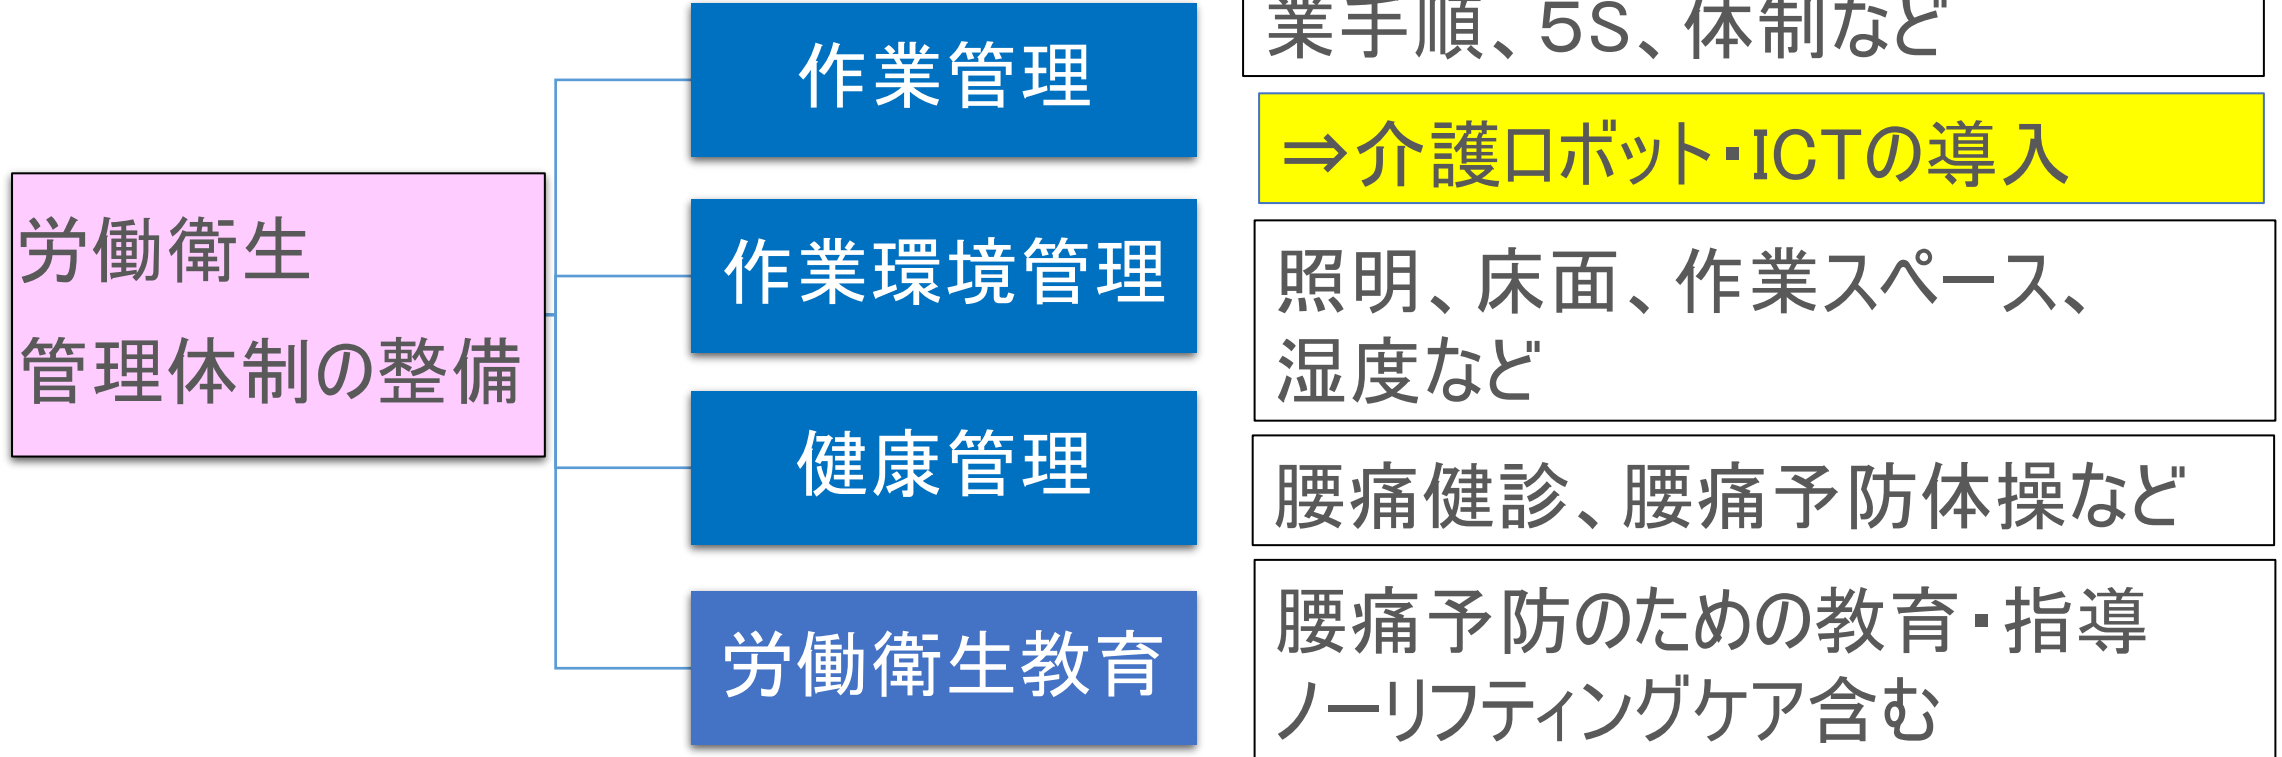 労働衛生
管理体制の整備
作業管理
業手順、5S、体制など
⇒介護ロボット・ICTの導入
作業環境管理
照明、床面、作業スペース、
湿度など
健康管理
腰痛健診、腰痛予防体操など
労働衛生教育
腰痛予防のための教育・指導
ノーリフティングケア含む